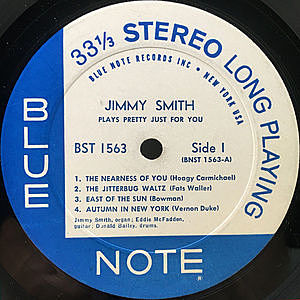 33⅓ STEREO LONG PLAYING
BLUE NOTE RECORDS INC • NEW YORK USA
JIMMY SMITH
PLAYS PRETTY JUST FOR YOU
BST 1563 Side 1
(BNST 1563-A)
1. THE NEARNESS OF YOU (Hoagy Carmichael)
2. THE JITTERBUG WALTZ (Fats Waller)
3. EAST OF THE SUN (Bowman)
4. AUTUMN IN NEW YORK (Vernon Duke)
Jimmy Smith, organ; Eddie McFadden,
guitar; Donald Bailey, drums.
BLUE
NOTE
®